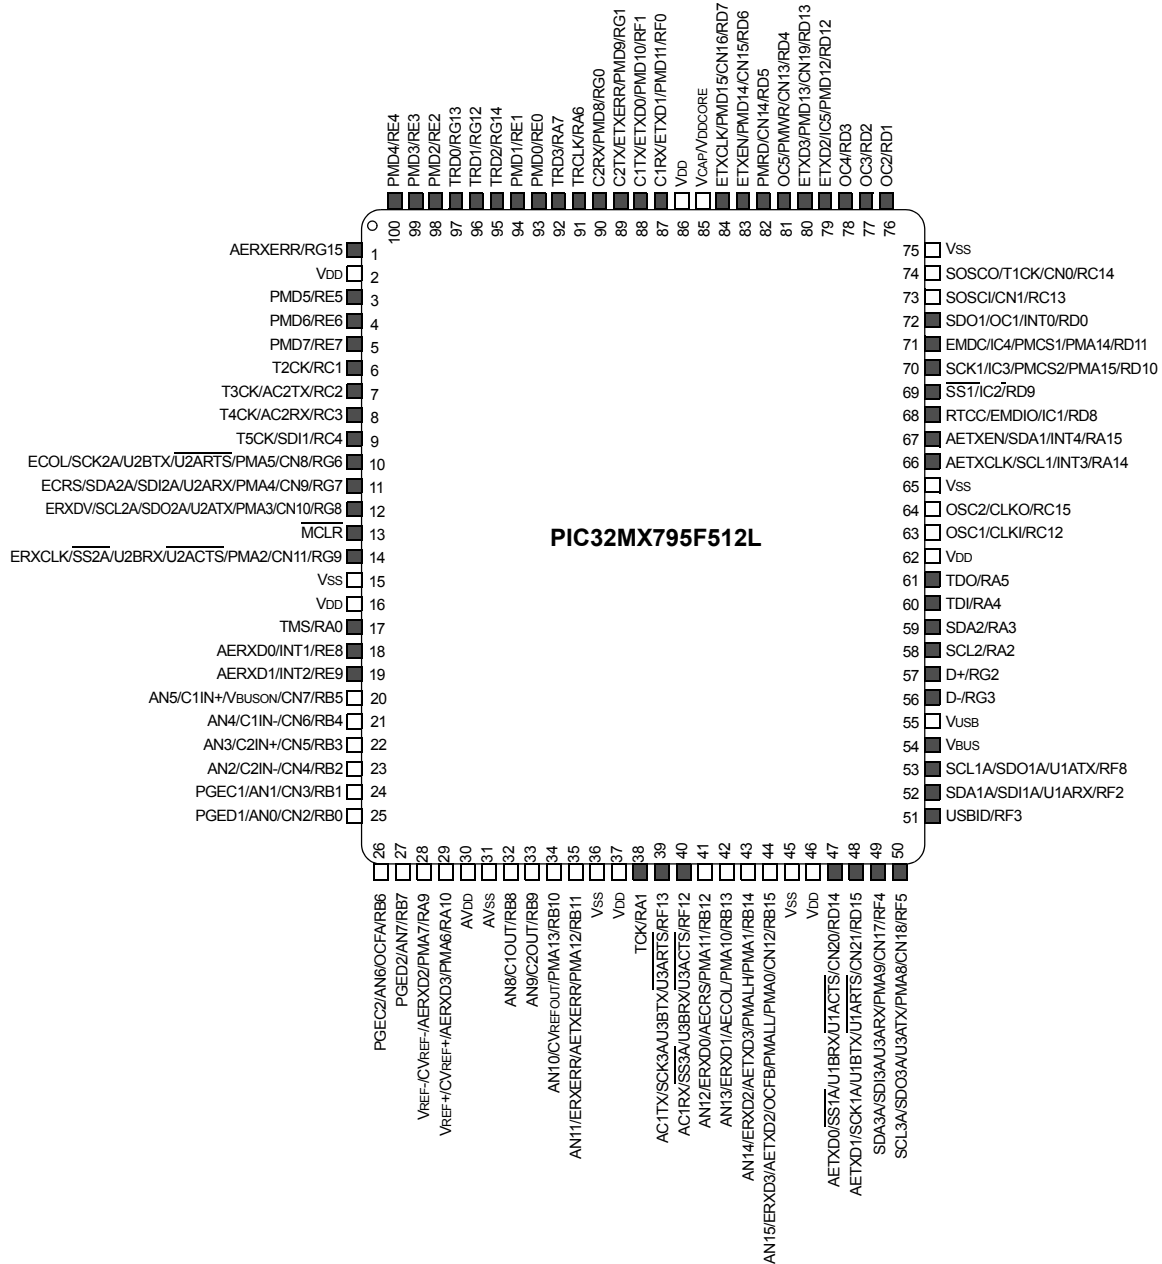 PMD4/RE4
PMD3/RE3
PMD2/RE2
TRD0/RG13
TRD1/RG12
TRD2/RG14
PMD1/RE1
PMD0/RE0
TRD3/RA7
TRCLK/RA6
C2RX/PMD8/RG0
C2TX/ETXERR/PMD9/RG1
C1TX/ETXD0/PMD10/RF1
C1RX/ETXD1/PMD11/RF0
VDD
VCAP/VDDCORE
ETXCLK/PMD15/CN16/RD7
ETXEN/PMD14/CN15/RD6
PMRD/CN14/RD5
OC5/PMWR/CN13/RD4
ETXD3/PMD13/CN19/RD13
ETXD2/IC5/PMD12/RD12
OC4/RD3
OC3/RD2
OC2/RD1
100
99
98
97
96
95
94
93
92
91
90
89
88
87
86
85
84
83
82
81
80
79
78
77
76
AERXERR/RG15 1
VDD 2
PMD5/RE5 3
PMD6/RE6 4
PMD7/RE7 5
T2CK/RC1 6
T3CK/AC2TX/RC2 7
T4CK/AC2RX/RC3 8
T5CK/SDI1/RC4 9
ECOL/SCK2A/U2BTX/U2ARTS/PMA5/CN8/RG6 10
ECRS/SDA2A/SDI2A/U2ARX/PMA4/CN9/RG7 11
ERXDV/SCL2A/SDO2A/U2ATX/PMA3/CN10/RG8 12
MCLR 13
ERXCLK/SS2A/U2BRX/U2ACTS/PMA2/CN11/RG9 14
VSS 15
VDD 16
TMS/RA0 17
AERXD0/INT1/RE8 18
AERXD1/INT2/RE9 19
AN5/C1IN+/VBUSON/CN7/RB5 20
AN4/C1IN-/CN6/RB4 21
AN3/C2IN+/CN5/RB3 22
AN2/C2IN-/CN4/RB2 23
PGEC1/AN1/CN3/RB1 24
PGED1/AN0/CN2/RB0 25
PIC32MX795F512L
75 VSS
74 SOSCO/T1CK/CN0/RC14
73 SOSCI/CN1/RC13
72 SDO1/OC1/INT0/RD0
71 EMDC/IC4/PMCS1/PMA14/RD11
70 SCK1/IC3/PMCS2/PMA15/RD10
69 SS1/IC2/RD9
68 RTCC/EMDIO/IC1/RD8
67 AETXEN/SDA1/INT4/RA15
66 AETXCLK/SCL1/INT3/RA14
65 VSS
64 OSC2/CLKO/RC15
63 OSC1/CLKI/RC12
62 VDD
61 TDO/RA5
60 TDI/RA4
59 SDA2/RA3
58 SCL2/RA2
57 D+/RG2
56 D-/RG3
55 VUSB
54 VBUS
53 SCL1A/SDO1A/U1ATX/RF8
52 SDA1A/SDI1A/U1ARX/RF2
51 USBID/RF3
26
27
28
29
30
31
32
33
34
35
36
37
38
39
40
41
42
43
44
45
46
47
48
49
50
PGEC2/AN6/OCFA/RB6
PGED2/AN7/RB7
VREF-/CVREF-/AERXD2/PMA7/RA9
VREF+/CVREF+/AERXD3/PMA6/RA10
AVDD
AVSS
AN8/C1OUT/RB8
AN9/C2OUT/RB9
AN10/CVREFOUT/PMA13/RB10
AN11/ERXERR/AETXERR/PMA12/RB11
VSS
VDD
TCK/RA1
AC1TX/SCK3A/U3BTX/U3ARTS/RF13
AC1RX/SS3A/U3BRX/U3ACTS/RF12
AN12/ERXD0/AECRS/PMA11/RB12
AN13/ERXD1/AECOL/PMA10/RB13
AN14/ERXD2/AETXD3/PMALH/PMA1/RB14
AN15/ERXD3/AETXD2/OCFB/PMALL/PMA0/CN12/RB15
VSS
VDD
AETXD0/SS1A/U1BRX/U1ACTS/CN20/RD14
AETXD1/SCK1A/U1BTX/U1ARTS/CN21/RD15
SDA3A/SDI3A/U3ARX/PMA9/CN17/RF4
SCL3A/SDO3A/U3ATX/PMA8/CN18/RF5